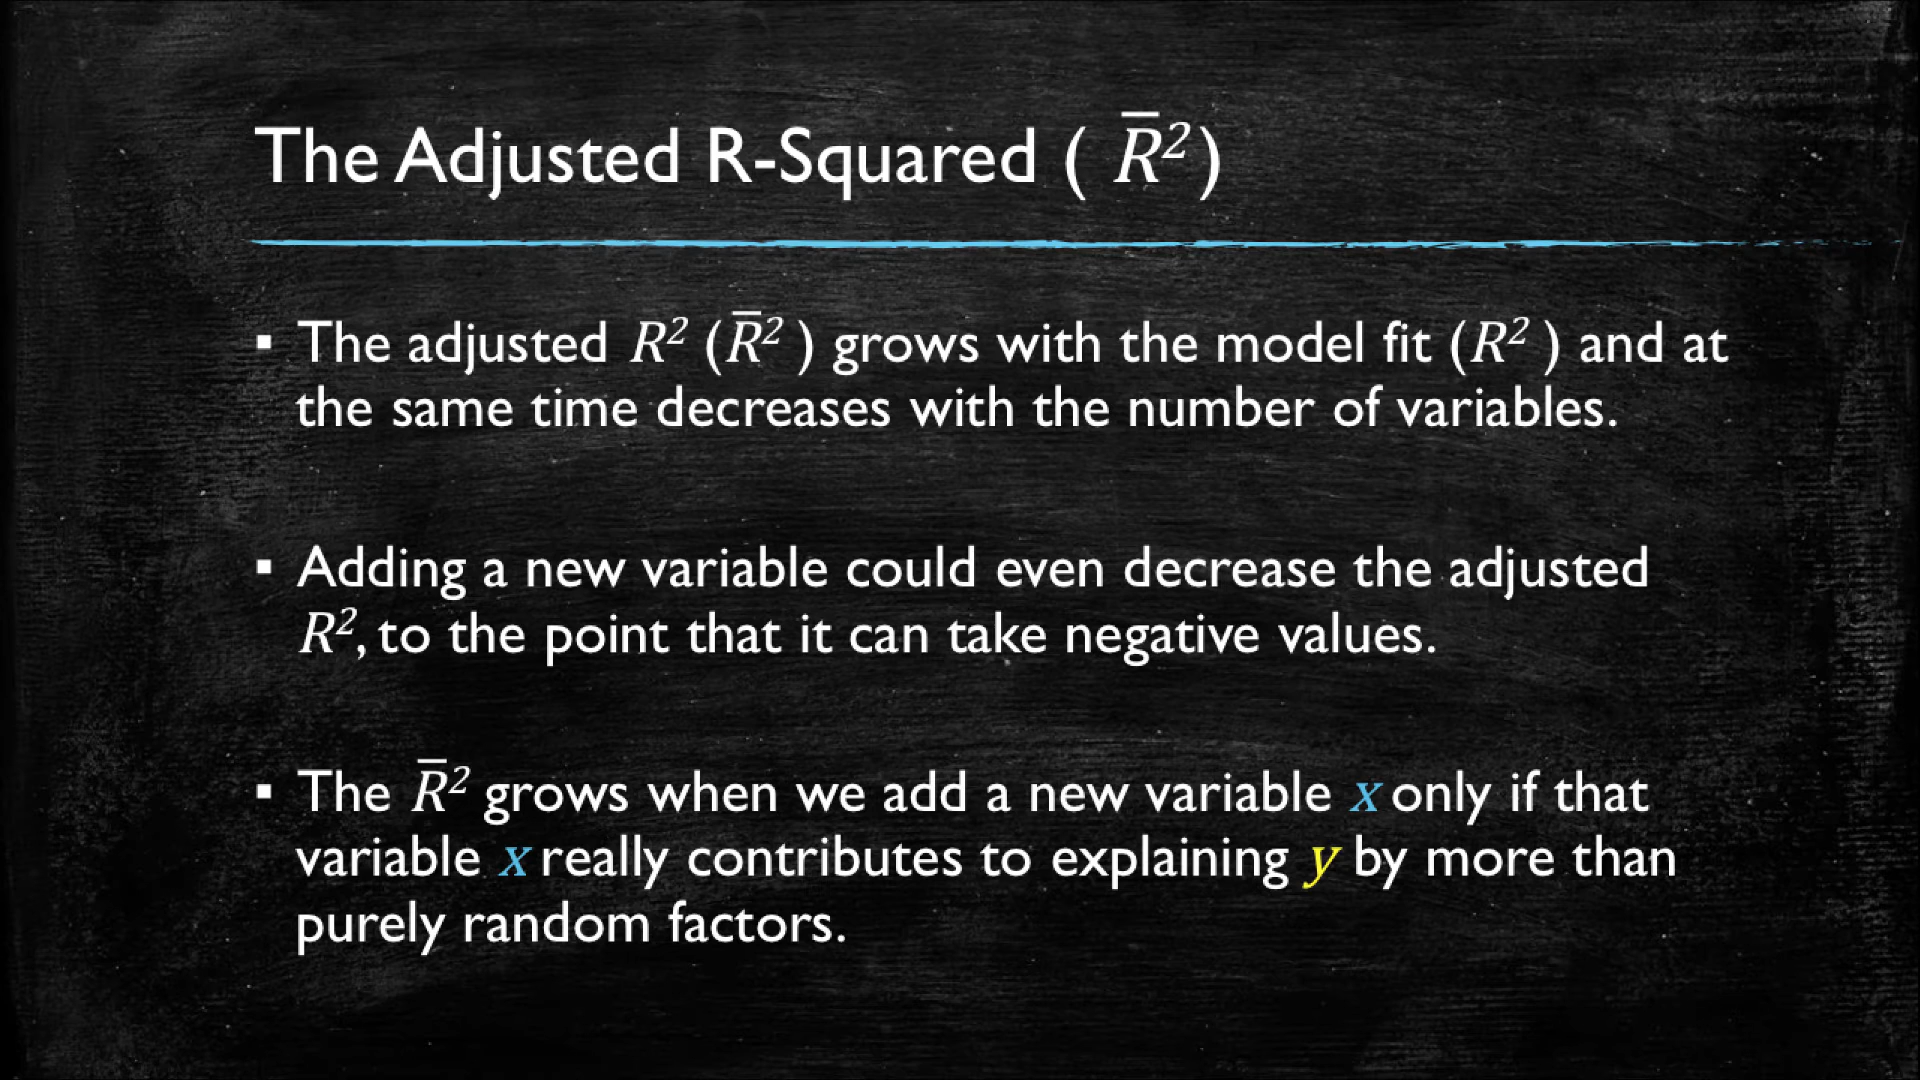 The Adjusted R-Squared ( R̅²)
▪ The adjusted R² (R̅² ) grows with the model fit (R² ) and at
the same time decreases with the number of variables.
▪ Adding a new variable could even decrease the adjusted
R², to the point that it can take negative values.
▪ The R̅² grows when we add a new variable x only if that
variable x really contributes to explaining y by more than
purely random factors.